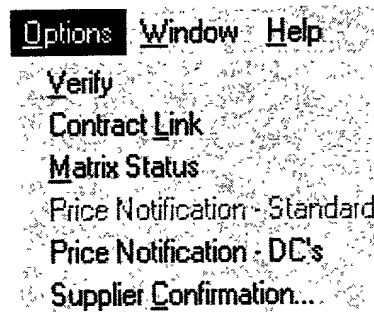 Options Window Help
Verify
Contract Link
Matrix Status
Price Notification - Standard
Price Notification - DC's
Supplier Confirmation...